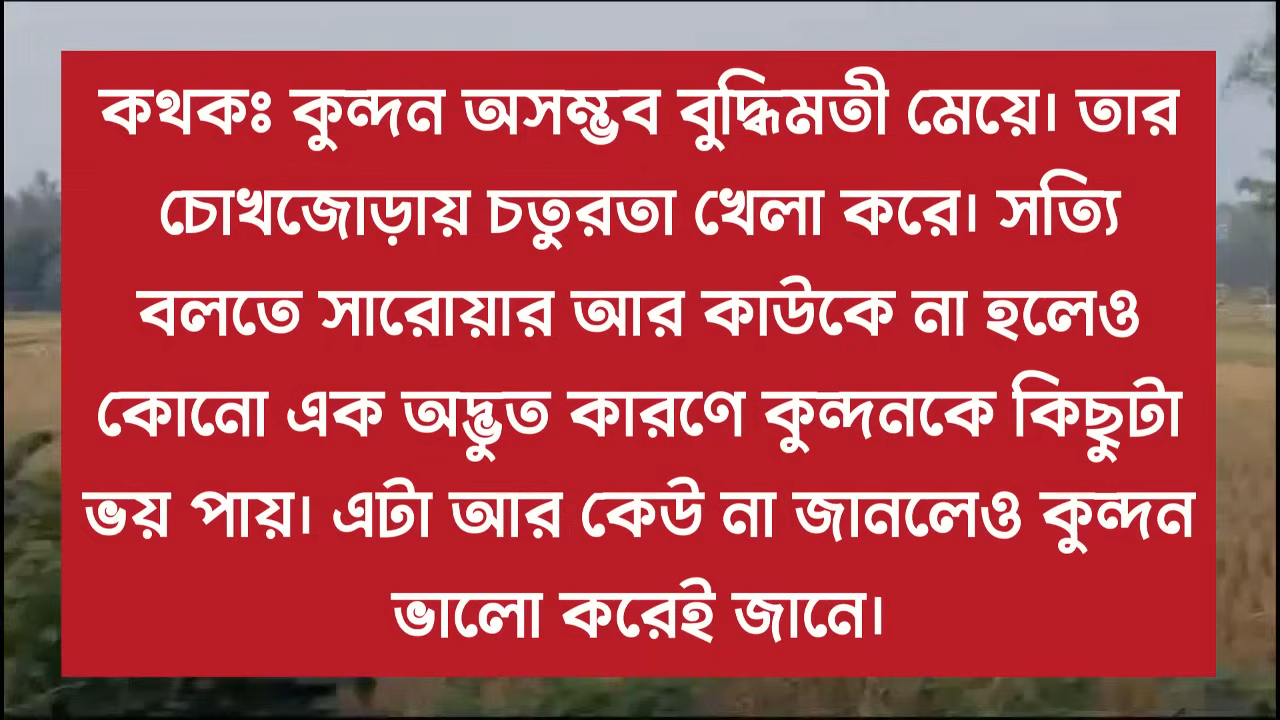 কথকঃ কুন্দন অসম্ভব বুদ্ধিমতী মেয়ে। তার
চোখজোড়ায় চতুরতা খেলা করে। সত্যি
বলতে সারোয়ার আর কাউকে না হলেও
কোনো এক অদ্ভুত কারণে কুন্দনকে কিছুটা
ভয় পায়। এটা আর কেউ না জানলেও কুন্দন
ভালো করেই জানে।